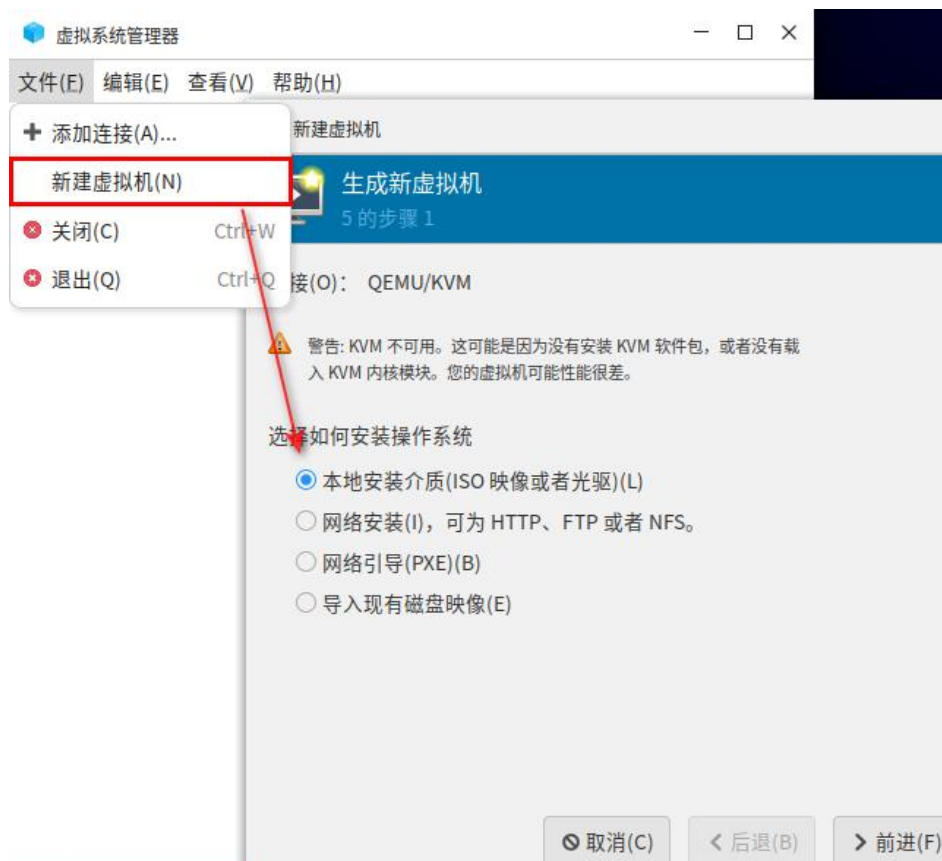 虚拟系统管理器
文件(F) 编辑(E) 查看(V) 帮助(H)
添加连接(A)...
新建虚拟机(N)
关闭(C) Ctrl+W
退出(Q) Ctrl+Q
新建虚拟机
生成新虚拟机
5 的步骤 1
接(O)： QEMU/KVM
警告: KVM 不可用。这可能是因为没有安装 KVM 软件包，或者没有载
入 KVM 内核模块。您的虚拟机可能性能很差。
选择如何安装操作系统
本地安装介质(ISO 映像或者光驱)(L)
网络安装(I)，可为 HTTP、FTP 或者 NFS。
网络引导(PXE)(B)
导入现有磁盘映像(E)
取消(C) 后退(B) 前进(F)